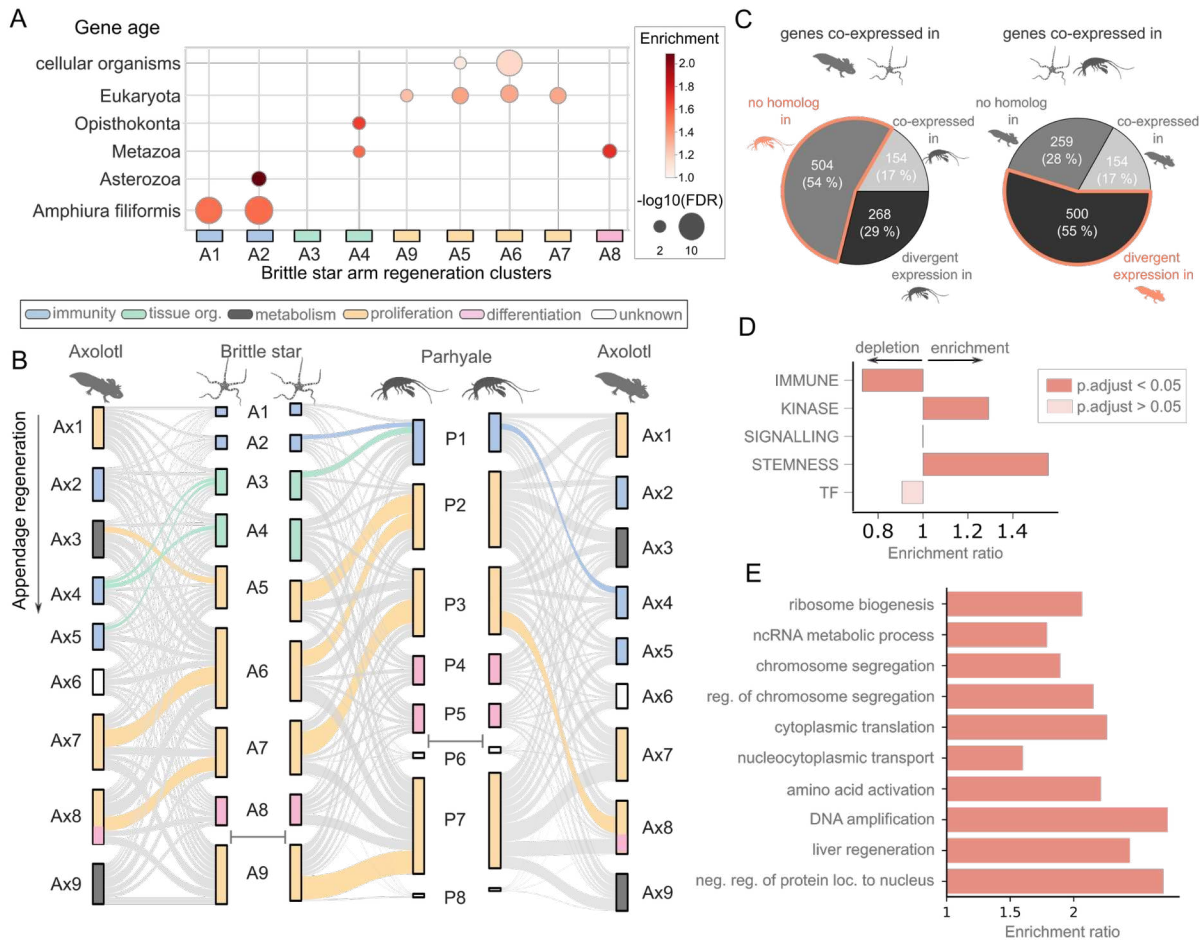 A
Gene age
cellular organisms
Eukaryota
Opisthokonta
Metazoa
Asterozoa
Amphiura filiformis
A1 A2 A3 A4 A9 A5 A6 A7 A8
Brittle star arm regeneration clusters
Enrichment
2.0
1.8
1.6
1.4
1.2
1.0
-log10(FDR)
2 10
immunity tissue org. metabolism proliferation differentiation unknown
B
Axolotl Brittle star Parhyale Axolotl
Appendage regeneration
Ax1
Ax2
Ax3
Ax4
Ax5
Ax6
Ax7
Ax8
Ax9
A1
A2
A3
A4
A5
A6
A7
A8
A9
P1
P2
P3
P4
P5
P6
P7
P8
Ax1
Ax2
Ax3
Ax4
Ax5
Ax6
Ax7
Ax8
Ax9
C
genes co-expressed in
no homolog
in
co-expressed
in
504
(54 %)
154
(17 %)
268
(29 %)
divergent
expression in
genes co-expressed in
no homolog
in
co-expressed
in
259
(28 %)
154
(17 %)
500
(55 %)
divergent
expression in
D
depletion enrichment
IMMUNE
KINASE
SIGNALLING
STEMNESS
TF
0.8 1 1.2 1.4
Enrichment ratio
p.adjust < 0.05
p.adjust > 0.05
E
ribosome biogenesis
ncRNA metabolic process
chromosome segregation
reg. of chromosome segregation
cytoplasmic translation
nucleocytoplasmic transport
amino acid activation
DNA amplification
liver regeneration
neg. reg. of protein loc. to nucleus
1 1.5 2
Enrichment ratio